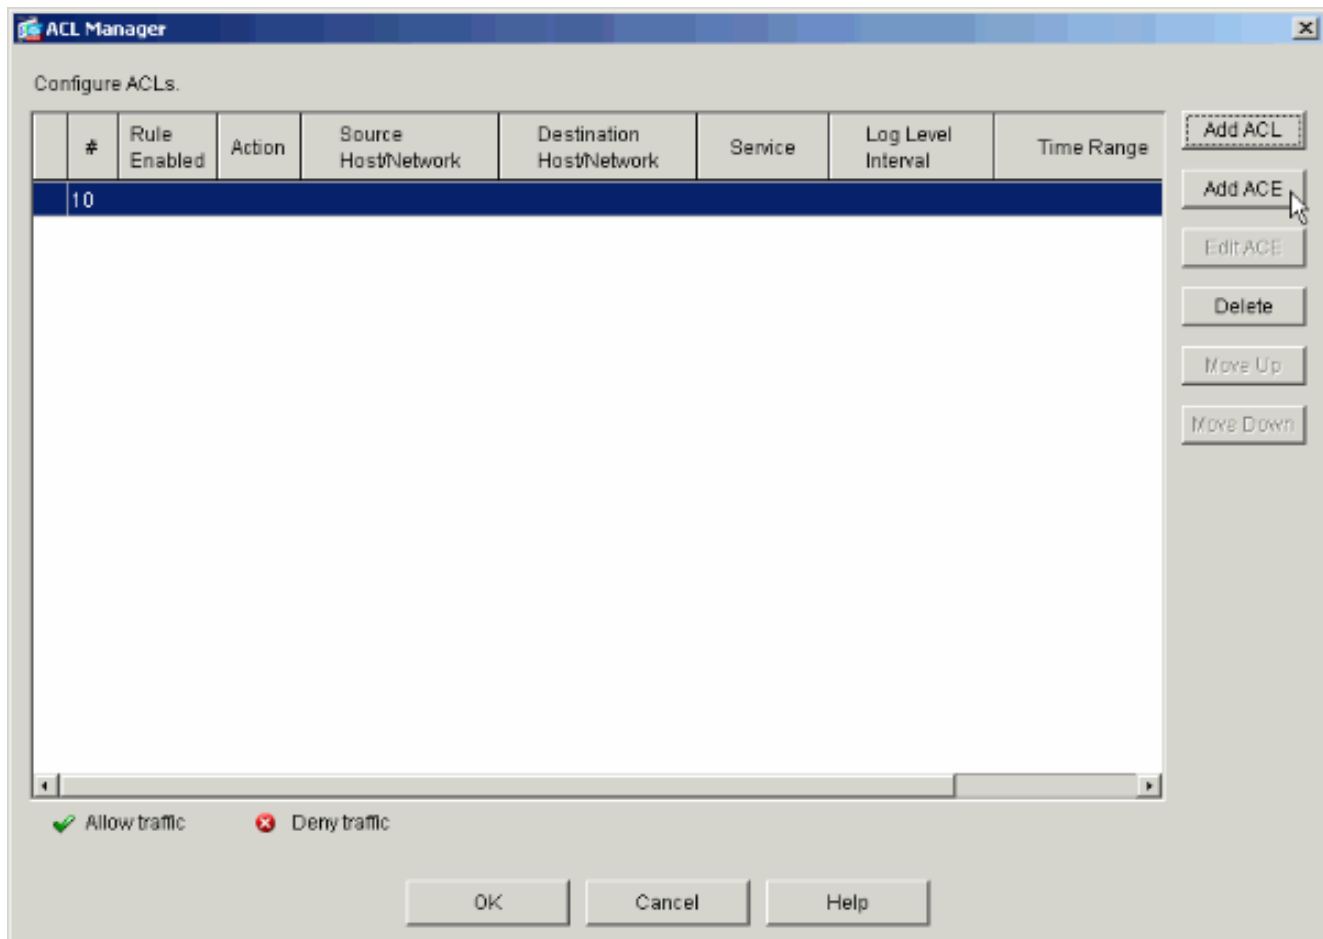 ACL Manager
Configure ACLs.
#
Rule
Enabled
Action
Source
Host/Network
Destination
Host/Network
Service
Log Level
Interval
Time Range
10
Add ACL
Add ACE
Edit ACE
Delete
Move Up
Move Down
Allow traffic
Deny traffic
OK
Cancel
Help